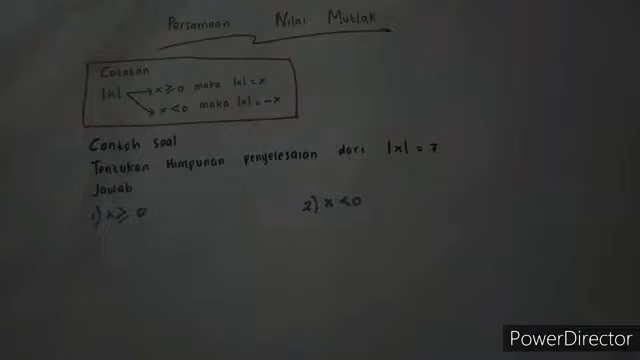 Persamaan Nilai Mutlak
Catatan
|x| → x ≥ 0 maka |x| = x
→ x < 0 maka |x| = -x
Contoh soal
Tentukan Himpunan penyelesaian dari |x| = 7
Jawab
1) x ≥ 0
2) x < 0
PowerDirector